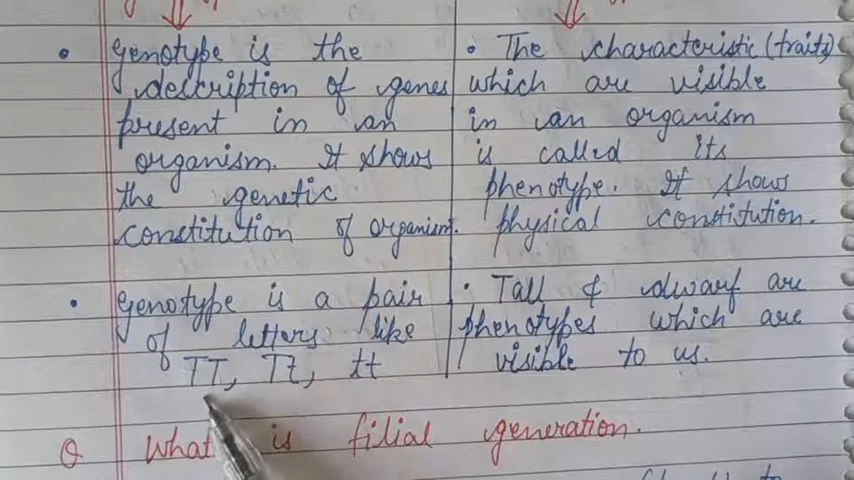 • Genotype is the
description of genes
present in an
organism. It shows
the genetic
constitution of organism.
• Genotype is a pair
of letters like
TT, Tt, tt
• The characteristic (traits)
which are visible
in an organism
is called its
phenotype. It shows
physical constitution.
• Tall & dwarf are
phenotypes which are
visible to us.
Q What is filial generation.